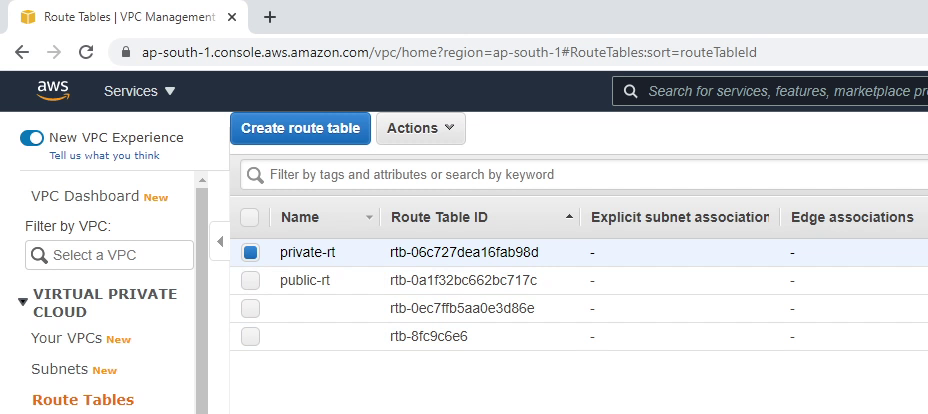 Route Tables | VPC Management
ap-south-1.console.aws.amazon.com/vpc/home?region=ap-south-1#RouteTables:sort=routeTableId
aws
Services
Search for services, features, marketplace pr
New VPC Experience
Tell us what you think
Create route table
Actions
Filter by tags and attributes or search by keyword
VPC Dashboard New
Filter by VPC:
Select a VPC
VIRTUAL PRIVATE
CLOUD
Your VPCs New
Subnets New
Route Tables
Name Route Table ID Explicit subnet association Edge associations
private-rt rtb-06c727dea16fab98d - -
public-rt rtb-0a1f32bc662bc717c - -
rtb-0ec7ffb5aa0e3d86e - -
rtb-8fc9c6e6 - -